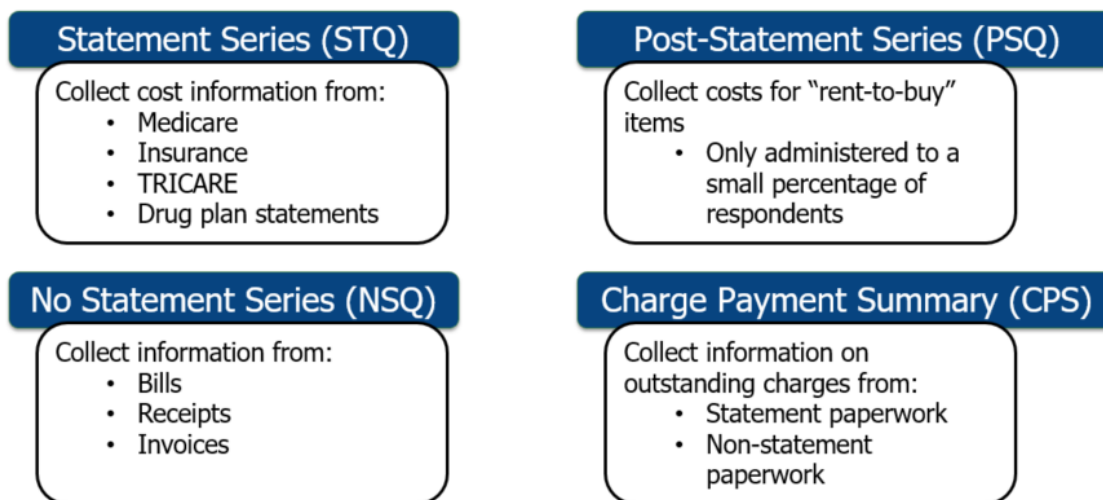 Statement Series (STQ)
Collect cost information from:
• Medicare
• Insurance
• TRICARE
• Drug plan statements
Post-Statement Series (PSQ)
Collect costs for “rent-to-buy”
items
• Only administered to a
small percentage of
respondents
No Statement Series (NSQ)
Collect information from:
• Bills
• Receipts
• Invoices
Charge Payment Summary (CPS)
Collect information on
outstanding charges from:
• Statement paperwork
• Non-statement
paperwork